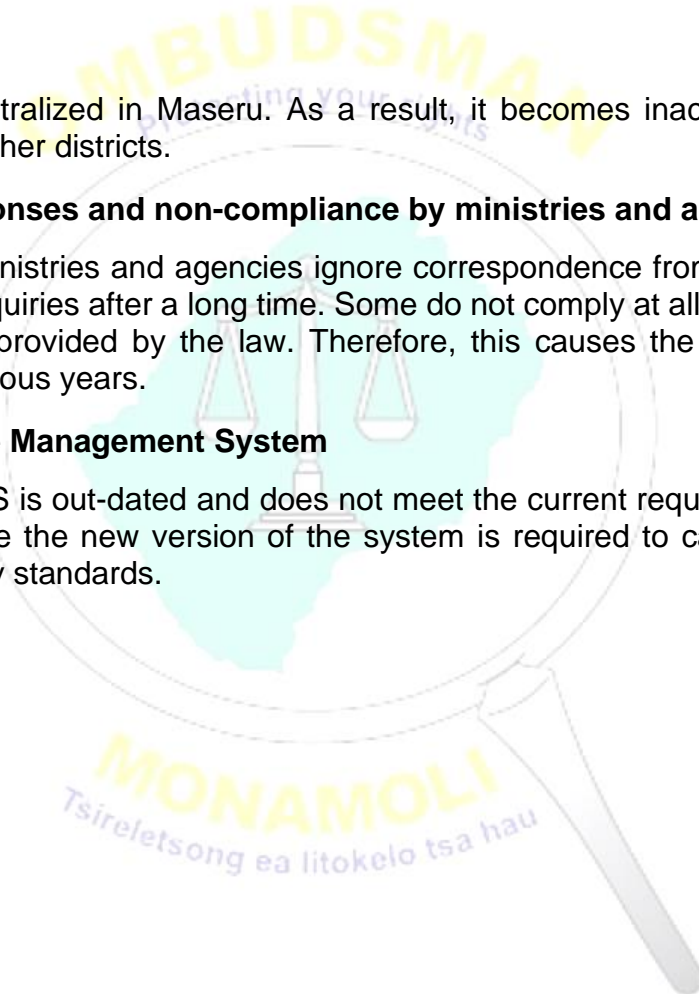 OMBUDSMAN
Protecting your rights
tralized in Maseru. As a result, it becomes inac
her districts.
onses and non-compliance by ministries and a
nistries and agencies ignore correspondence from
quiries after a long time. Some do not comply at all
provided by the law. Therefore, this causes the
ous years.
Management System
S is out-dated and does not meet the current requ
e the new version of the system is required to ca
y standards.
MONAMOLI
Tsireletsong ea litokelo tsa hau